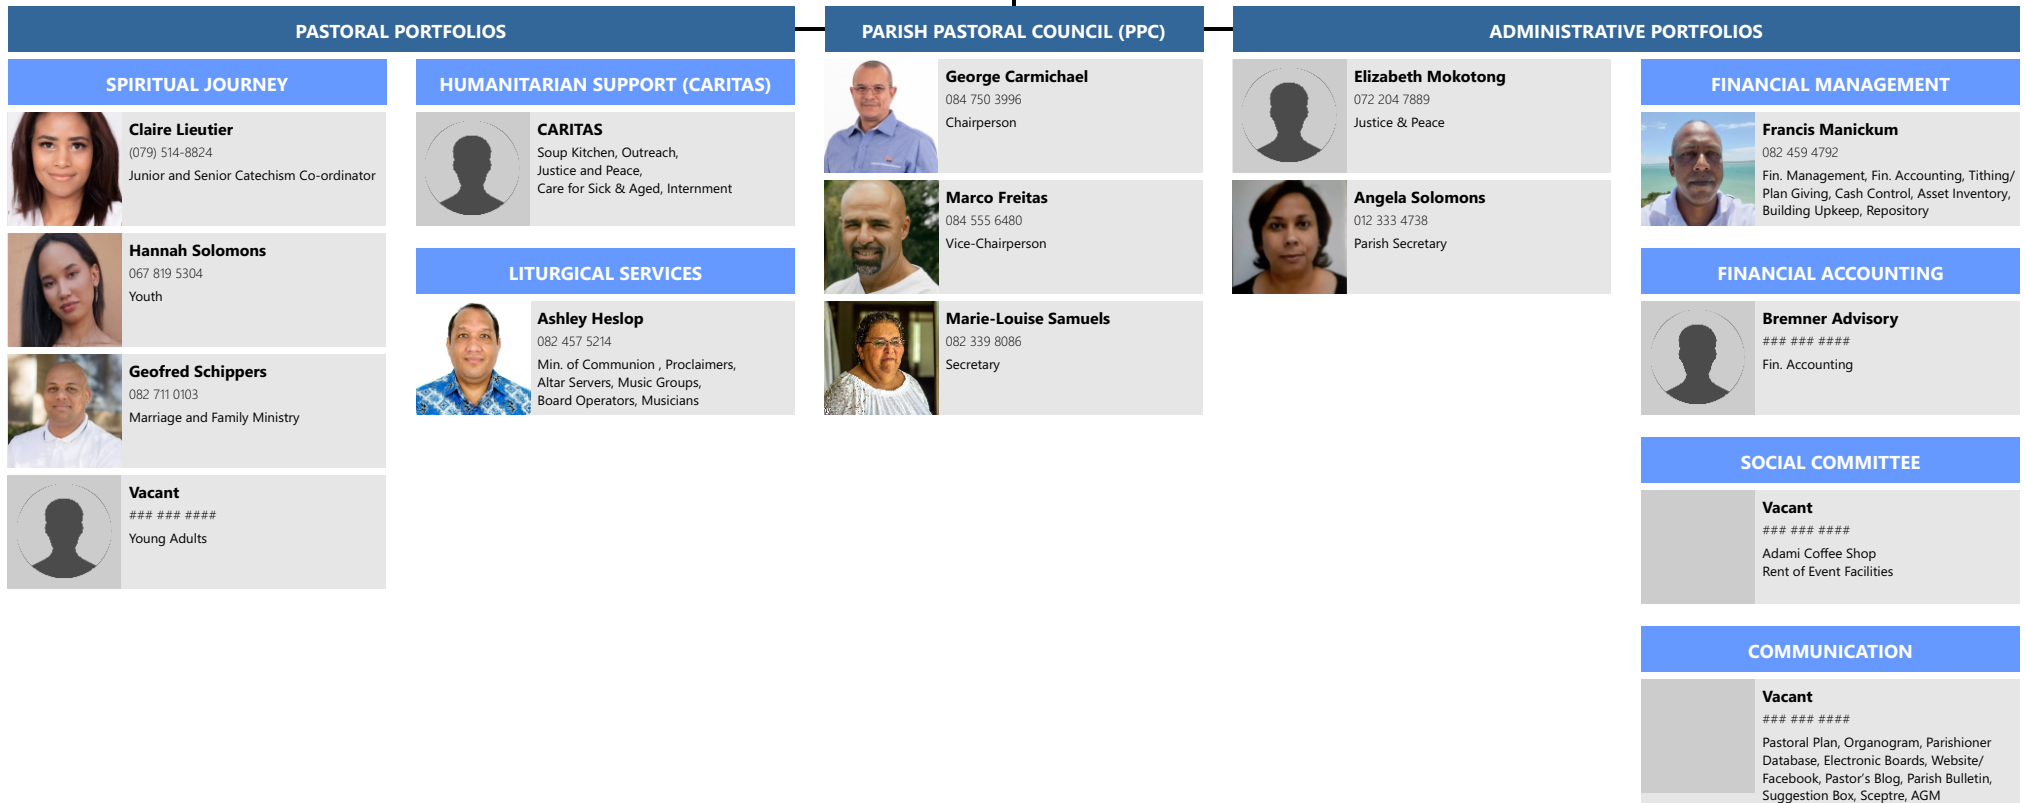 PASTORAL PORTFOLIOS
SPIRITUAL JOURNEY
Claire Lieutier
(079) 514-8824
Junior and Senior Catechism Co-ordinator
Hannah Solomons
067 819 5304
Youth
Geofred Schippers
082 711 0103
Marriage and Family Ministry
Vacant
### ### ####
Young Adults
HUMANITARIAN SUPPORT (CARITAS)
CARITAS
Soup Kitchen, Outreach,
Justice and Peace,
Care for Sick & Aged, Internment
LITURGICAL SERVICES
Ashley Heslop
082 457 5214
Min. of Communion , Proclaimers,
Altar Servers, Music Groups,
Board Operators, Musicians
PARISH PASTORAL COUNCIL (PPC)
George Carmichael
084 750 3996
Chairperson
Marco Freitas
084 555 6480
Vice-Chairperson
Marie-Louise Samuels
082 339 8086
Secretary
ADMINISTRATIVE PORTFOLIOS
Elizabeth Mokotong
072 204 7889
Justice & Peace
Angela Solomons
012 333 4738
Parish Secretary
FINANCIAL MANAGEMENT
Francis Manickum
082 459 4792
Fin. Management, Fin. Accounting, Tithing/
Plan Giving, Cash Control, Asset Inventory,
Building Upkeep, Repository
FINANCIAL ACCOUNTING
Bremner Advisory
### ### ####
Fin. Accounting
SOCIAL COMMITTEE
Vacant
### ### ####
Adami Coffee Shop
Rent of Event Facilities
COMMUNICATION
Vacant
### ### ####
Pastoral Plan, Organogram, Parishioner
Database, Electronic Boards, Website/
Facebook, Pastor's Blog, Parish Bulletin,
Suggestion Box, Sceptre, AGM